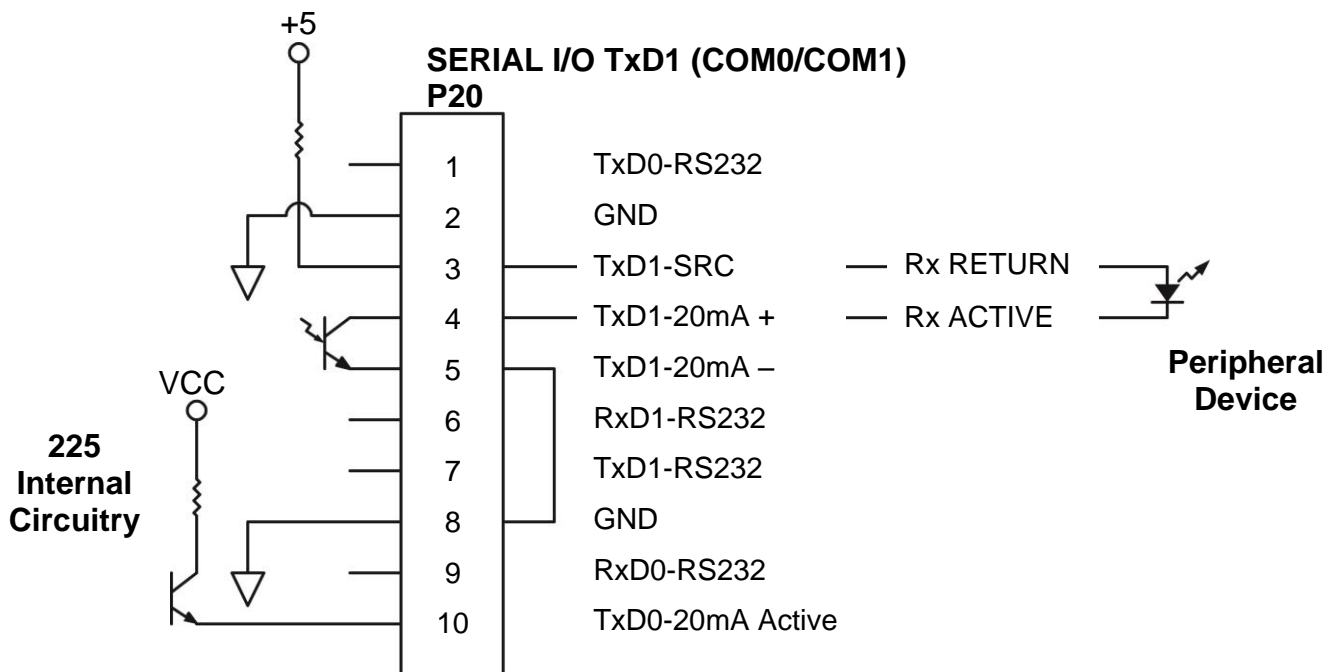 +5
SERIAL I/O TxD1 (COM0/COM1)
P20
1 TxD0-RS232
2 GND
3 TxD1-SRC Rx RETURN
4 TxD1-20mA + Rx ACTIVE
5 TxD1-20mA –
6 RxD1-RS232
7 TxD1-RS232
8 GND
9 RxD0-RS232
10 TxD0-20mA Active
VCC
225
Internal
Circuitry
Peripheral
Device